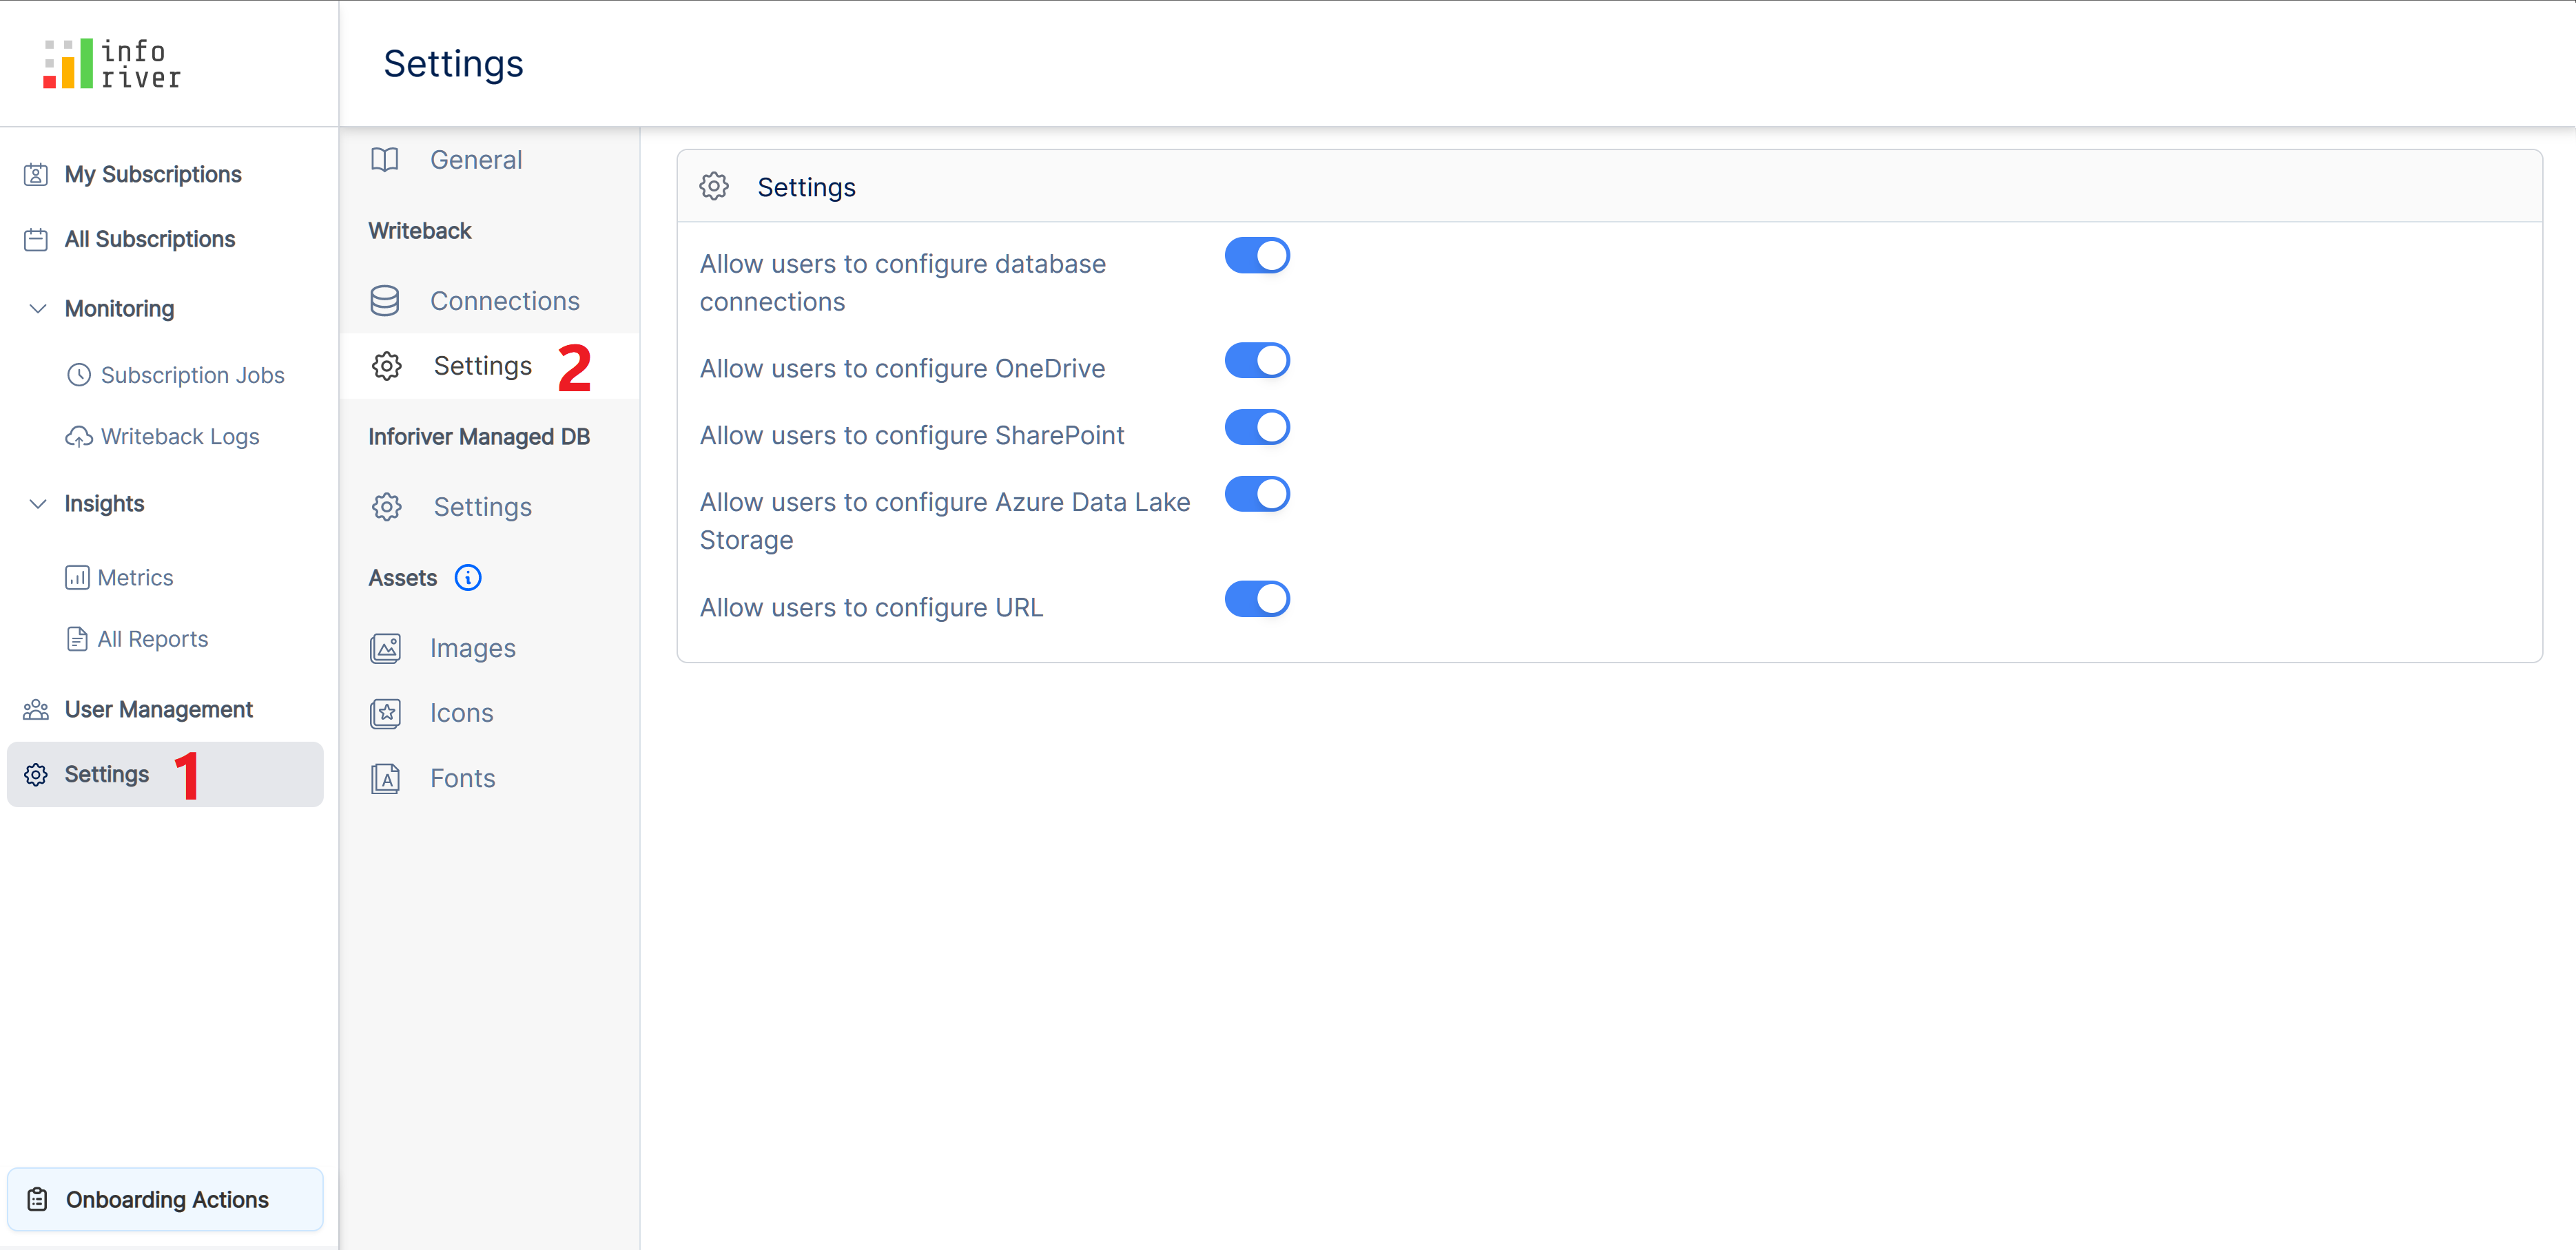 info
river
Settings
My Subscriptions
All Subscriptions
Monitoring
Subscription Jobs
Writeback Logs
Insights
Metrics
All Reports
User Management
Settings 1
Onboarding Actions
General
Writeback
Connections
Settings 2
Inforiver Managed DB
Settings
Assets
Images
Icons
Fonts
Settings
Allow users to configure database
connections
Allow users to configure OneDrive
Allow users to configure SharePoint
Allow users to configure Azure Data Lake
Storage
Allow users to configure URL